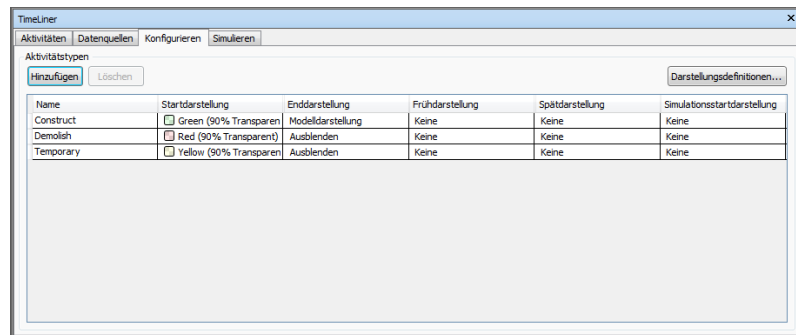 TimeLiner
Aktivitäten Datenquellen Konfigurieren Simulieren
Aktivitätstypen
Hinzufügen Löschen Darstellungsdefinitionen...
Name Startdarstellung Enddarstellung Frühdarstellung Spätdarstellung Simulationsstartdarstellung
Construct Green (90% Transparen Modelldarstellung Keine Keine Keine
Demolish Red (90% Transparent) Ausblenden Keine Keine Keine
Temporary Yellow (90% Transparen Ausblenden Keine Keine Keine